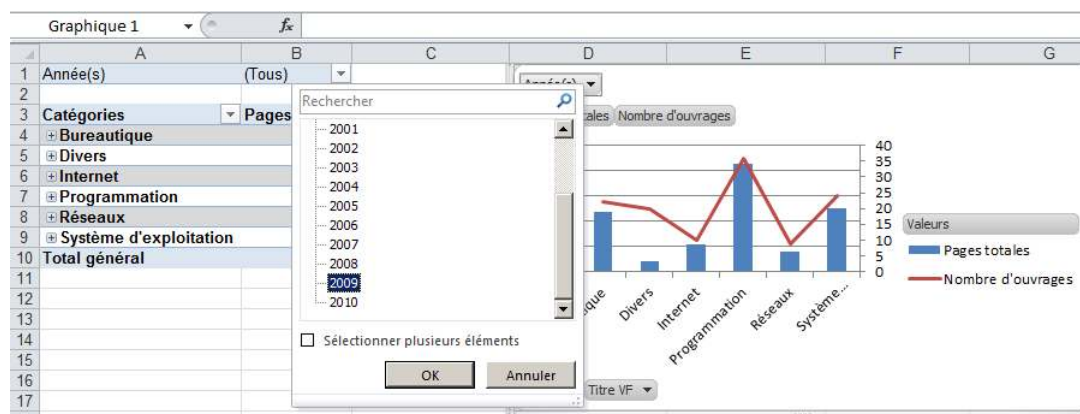 Graphique 1 fx
A B C D E F G
1 Année(s) (Tous)
Année(s)
2
Rechercher
3 Catégories Pages
ales Nombre d'ouvrages
4 Bureautique
5 Divers
6 Internet
7 Programmation
8 Réseaux
9 Système d'exploitation
10 Total général
11
12
13
14
15
16
17
2001
2002
2003
2004
2005
2006
2007
2008
2009
2010
Sélectionner plusieurs éléments
OK Annuler
40
35
30
25
20
15
10
5
0
ique Divers Internet Programmation Réseaux Système...
Valeurs
Pages totales
Nombre d'ouvrages
Titre VF